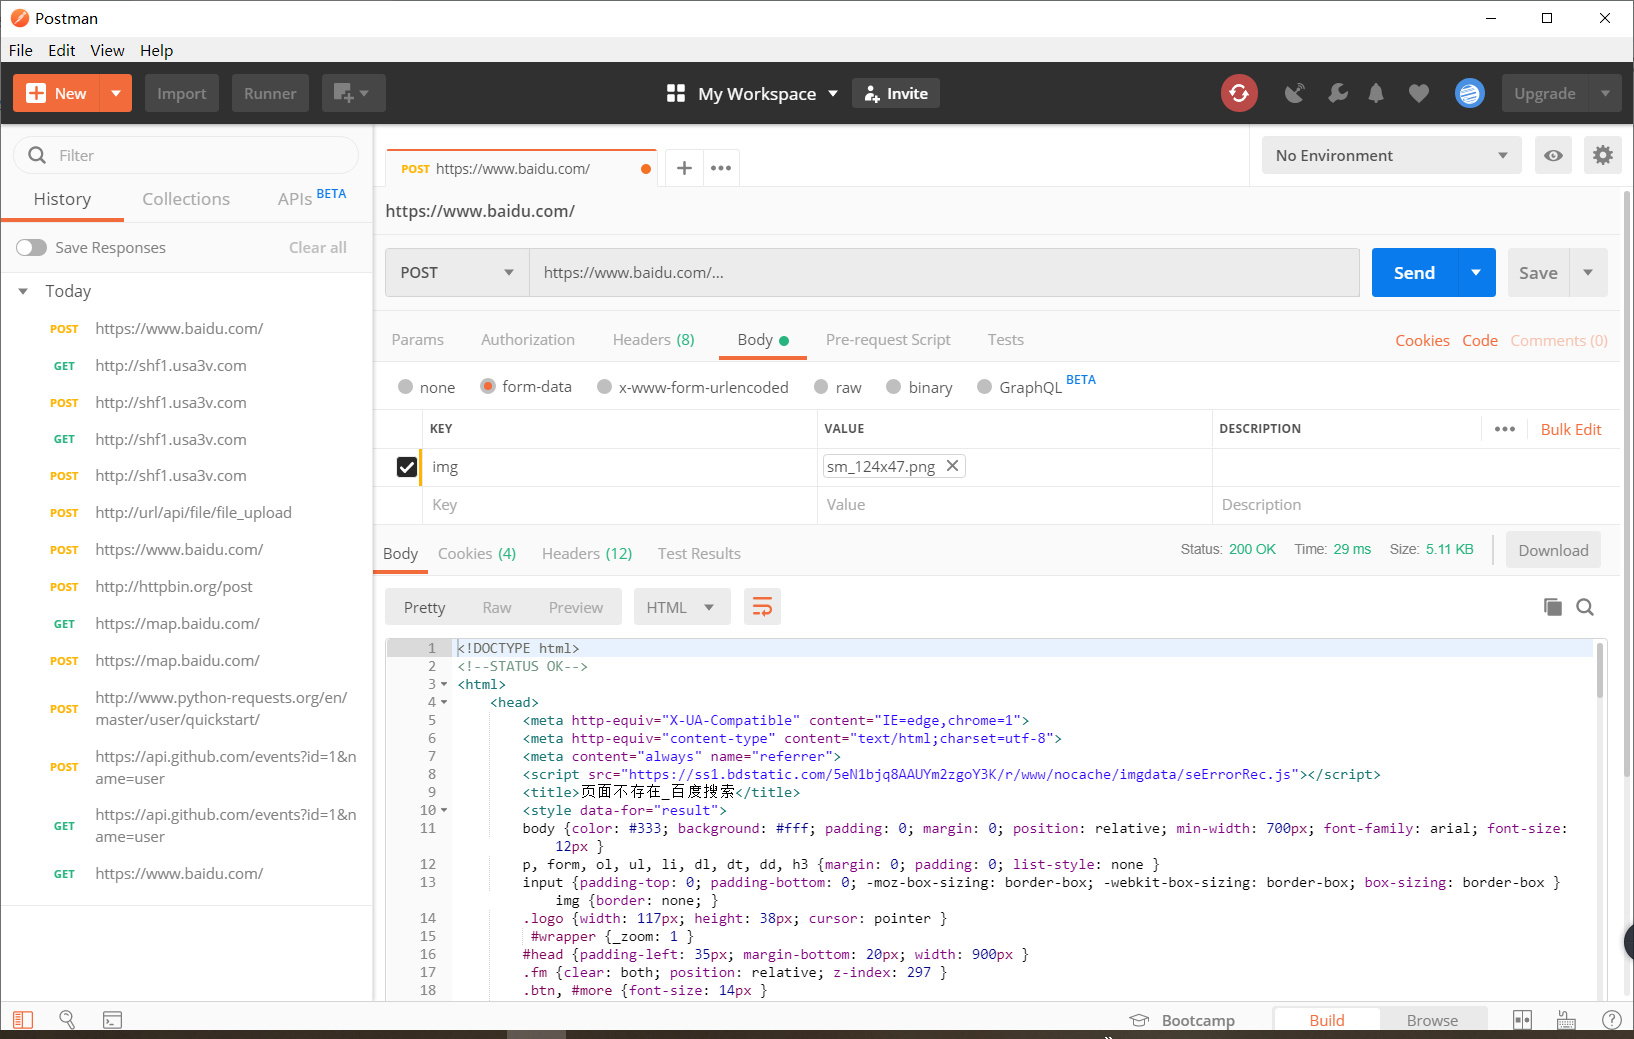 Postman
File Edit View Help
New Import Runner My Workspace Invite Upgrade
Filter
History Collections APIs BETA
Save Responses Clear all
Today
POST https://www.baidu.com/
GET http://shf1.usa3v.com
POST http://shf1.usa3v.com
GET http://shf1.usa3v.com
POST http://shf1.usa3v.com
POST http://url/api/file/file_upload
POST https://www.baidu.com/
POST http://httpbin.org/post
GET https://map.baidu.com/
POST https://map.baidu.com/
POST http://www.python-requests.org/en/
master/user/quickstart/
POST https://api.github.com/events?id=1&n
ame=user
GET https://api.github.com/events?id=1&n
ame=user
GET https://www.baidu.com/
POST https://www.baidu.com/ + •••
No Environment
https://www.baidu.com/
POST https://www.baidu.com/... Send Save
Params Authorization Headers (8) Body Pre-request Script Tests Cookies Code Comments (0)
none form-data x-www-form-urlencoded raw binary GraphQL BETA
KEY VALUE DESCRIPTION ••• Bulk Edit
img sm_124x47.png
Key Value Description
Body Cookies (4) Headers (12) Test Results Status: 200 OK Time: 29 ms Size: 5.11 KB Download
Pretty Raw Preview HTML
1 <!DOCTYPE html>
2 <!--STATUS OK-->
3 <html>
4 <head>
5 <meta http-equiv="X-UA-Compatible" content="IE=edge,chrome=1">
6 <meta http-equiv="content-type" content="text/html;charset=utf-8">
7 <meta content="always" name="referrer">
8 <script src="https://ss1.bdstatic.com/5eN1bjq8AAUYm2zgoY3K/r/www/nocache/imgdata/seErrorRec.js"></script>
9 <title>页面不存在_百度搜索</title>
10 <style data-for="result">
11 body {color: #333; background: #fff; padding: 0; margin: 0; position: relative; min-width: 700px; font-family: arial; font-size:
12px }
12 p, form, ol, ul, li, dl, dt, dd, h3 {margin: 0; padding: 0; list-style: none }
13 input {padding-top: 0; padding-bottom: 0; -moz-box-sizing: border-box; -webkit-box-sizing: border-box; box-sizing: border-box }
img {border: none; }
14 .logo {width: 117px; height: 38px; cursor: pointer }
15 #wrapper {_zoom: 1 }
16 #head {padding-left: 35px; margin-bottom: 20px; width: 900px }
17 .fm {clear: both; position: relative; z-index: 297 }
18 .btn, #more {font-size: 14px }
Bootcamp Build Browse